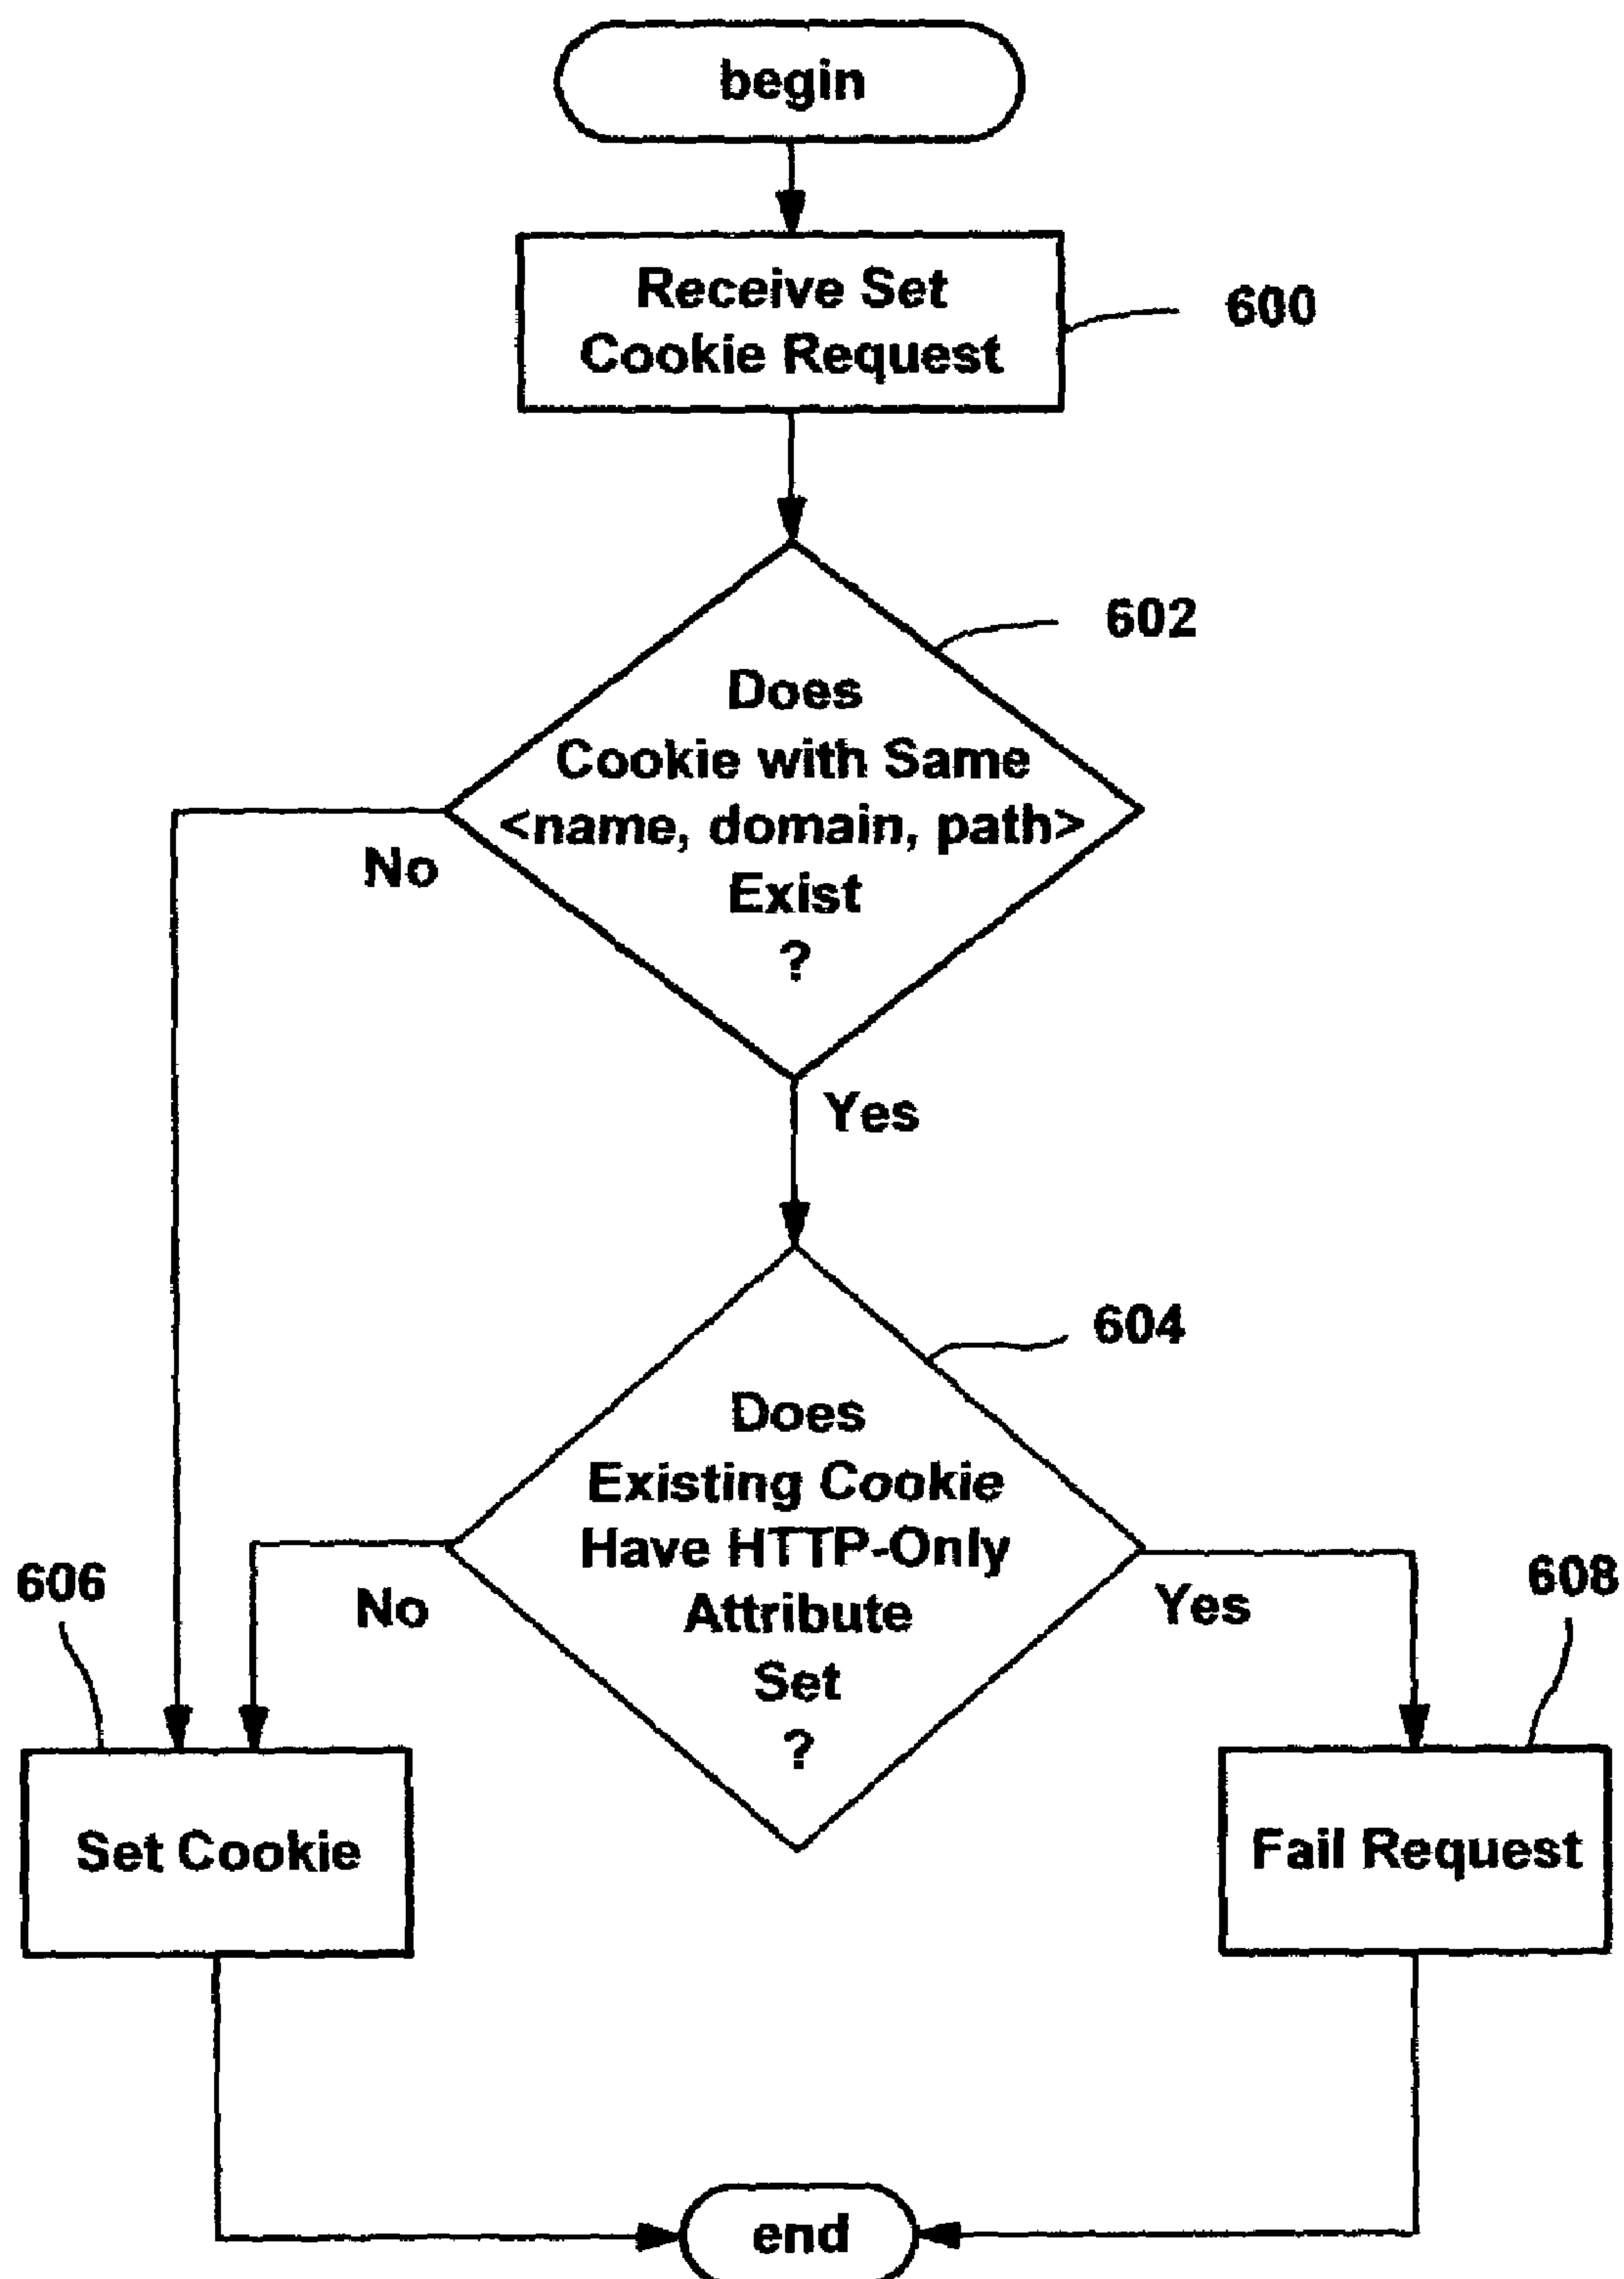 begin
Receive Set
Cookie Request
600
602
Does
Cookie with Same
<name, domain, path>
Exist
?
No
Yes
604
Does
Existing Cookie
Have HTTP-Only
Attribute
Set
?
No
Yes
606
608
Set Cookie
Fail Request
end